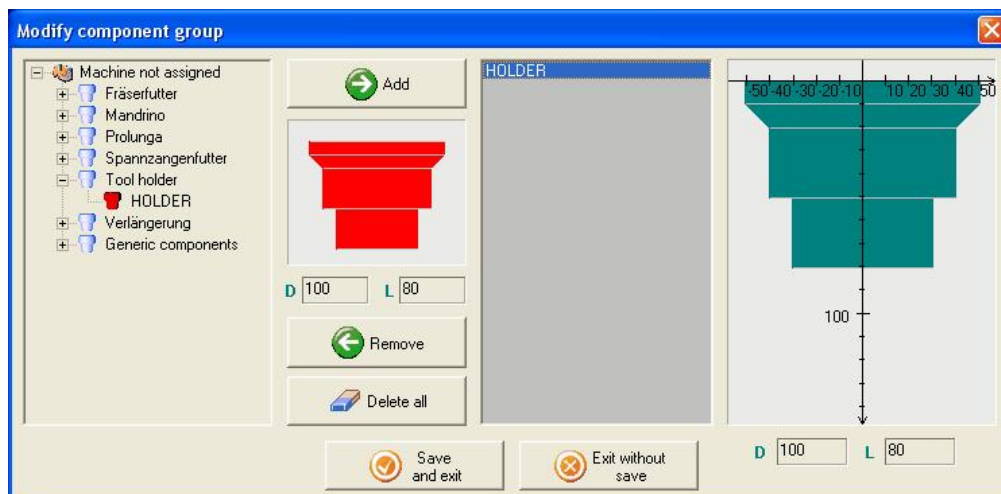 Modify component group
Machine not assigned
Fräserfutter
Mandrino
Prolunga
Spannzangenfutter
Tool holder
HOLDER
Verlängerung
Generic components
Add
D 100 L 80
Remove
Delete all
HOLDER
-50 -40 -30 -20 -10 10 20 30 40 50
100
D 100 L 80
Save
and exit
Exit without
save